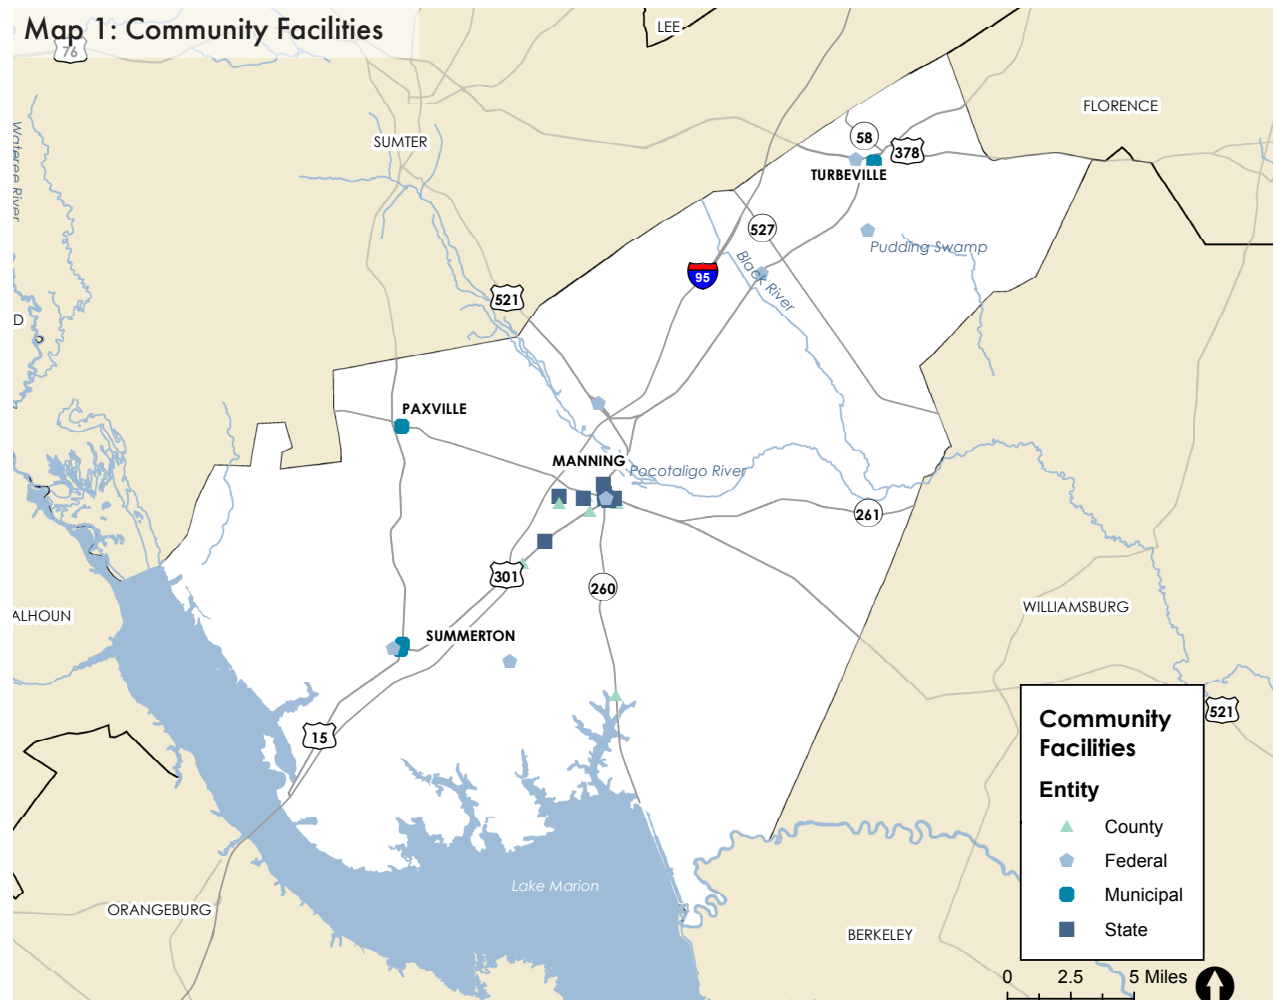 Map 1: Community Facilities
76
LEE
FLORENCE
SUMTER
58
378
TURBEVILLE
Wateree River
527
Pudding Swamp
Black River
95
521
D
PAXVILLE
MANNING
Pocotaligo River
261
301
260
ALHOUN
WILLIAMSBURG
SUMMERTON
521
15
Community
Facilities
Entity
County
Federal
Municipal
State
Lake Marion
ORANGEBURG
BERKELEY
0 2.5 5 Miles